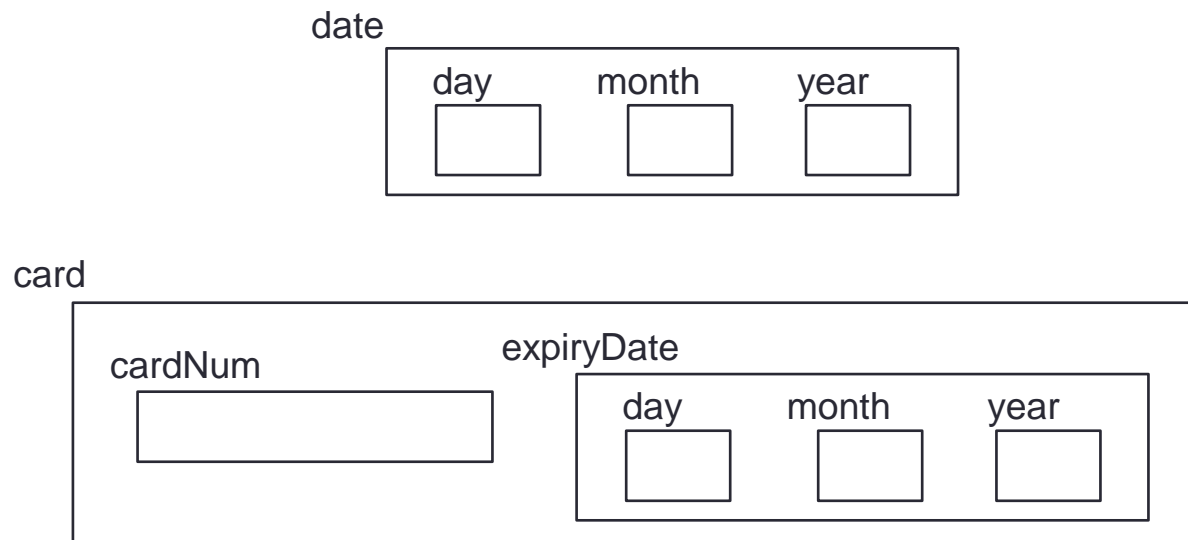 date
day month year
card
expiryDate
cardNum
day month year